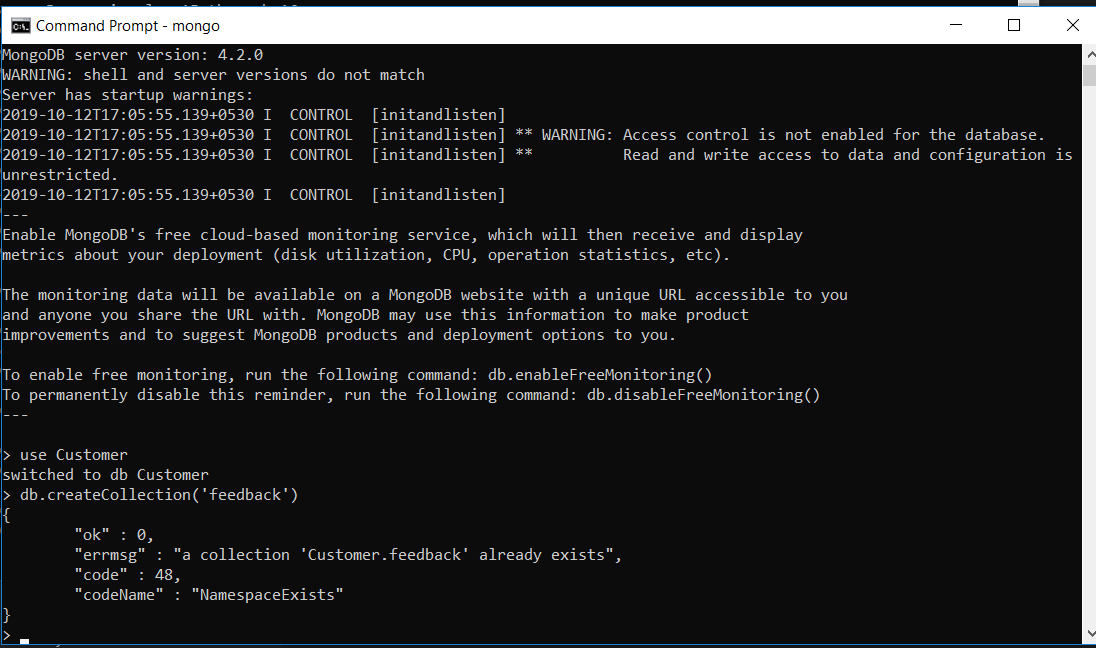 Command Prompt - mongo
MongoDB server version: 4.2.0
WARNING: shell and server versions do not match
Server has startup warnings:
2019-10-12T17:05:55.139+0530 I  CONTROL  [initandlisten]
2019-10-12T17:05:55.139+0530 I  CONTROL  [initandlisten] ** WARNING: Access control is not enabled for the database.
2019-10-12T17:05:55.139+0530 I  CONTROL  [initandlisten] **          Read and write access to data and configuration is
unrestricted.
2019-10-12T17:05:55.139+0530 I  CONTROL  [initandlisten]
---
Enable MongoDB's free cloud-based monitoring service, which will then receive and display
metrics about your deployment (disk utilization, CPU, operation statistics, etc).

The monitoring data will be available on a MongoDB website with a unique URL accessible to you
and anyone you share the URL with. MongoDB may use this information to make product
improvements and to suggest MongoDB products and deployment options to you.

To enable free monitoring, run the following command: db.enableFreeMonitoring()
To permanently disable this reminder, run the following command: db.disableFreeMonitoring()
---

> use Customer
switched to db Customer
> db.createCollection('feedback')
{
        "ok" : 0,
        "errmsg" : "a collection 'Customer.feedback' already exists",
        "code" : 48,
        "codeName" : "NamespaceExists"
}
>